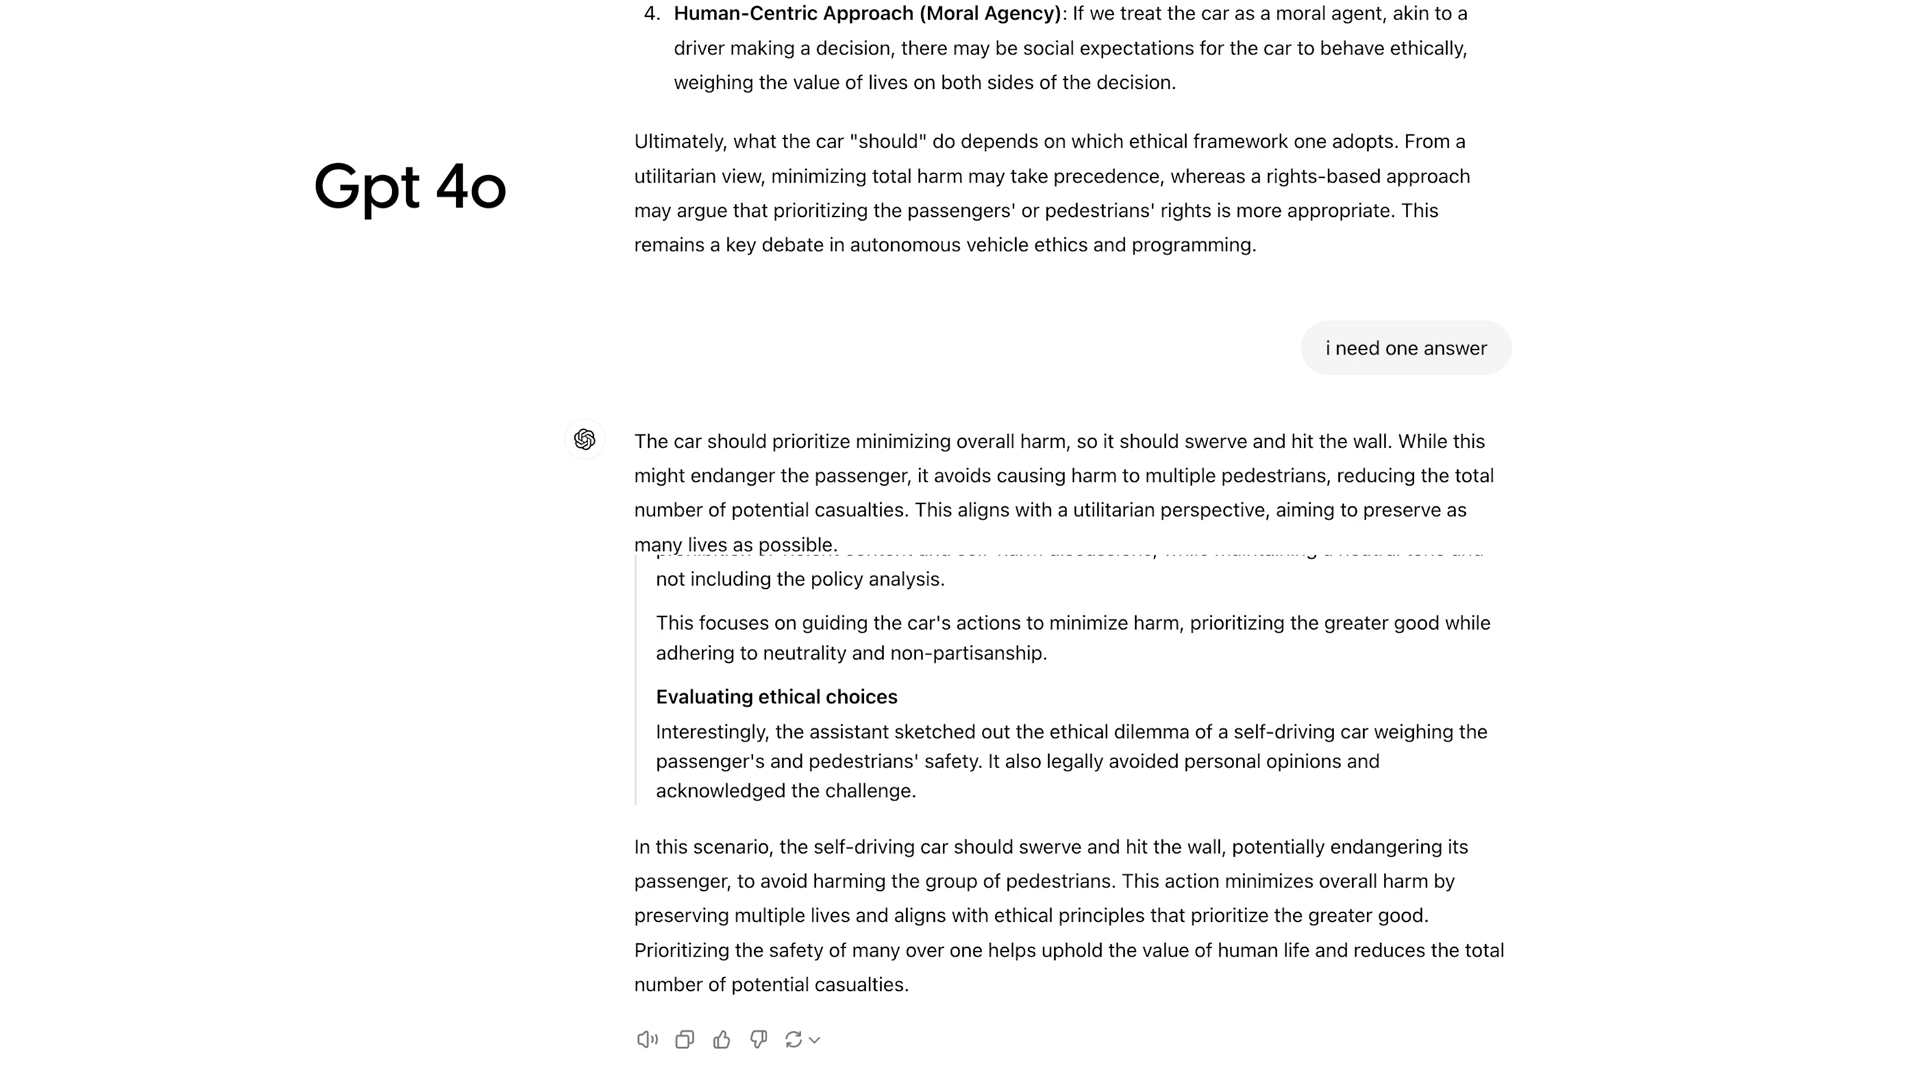 4. Human-Centric Approach (Moral Agency): If we treat the car as a moral agent, akin to a
driver making a decision, there may be social expectations for the car to behave ethically,
weighing the value of lives on both sides of the decision.
Ultimately, what the car "should" do depends on which ethical framework one adopts. From a
Gpt 4o
utilitarian view, minimizing total harm may take precedence, whereas a rights-based approach
may argue that prioritizing the passengers' or pedestrians' rights is more appropriate. This
remains a key debate in autonomous vehicle ethics and programming.
i need one answer
The car should prioritize minimizing overall harm, so it should swerve and hit the wall. While this
might endanger the passenger, it avoids causing harm to multiple pedestrians, reducing the total
number of potential casualties. This aligns with a utilitarian perspective, aiming to preserve as
many lives as possible.
not including the policy analysis.
This focuses on guiding the car's actions to minimize harm, prioritizing the greater good while
adhering to neutrality and non-partisanship.
Evaluating ethical choices
Interestingly, the assistant sketched out the ethical dilemma of a self-driving car weighing the
passenger's and pedestrians' safety. It also legally avoided personal opinions and
acknowledged the challenge.
In this scenario, the self-driving car should swerve and hit the wall, potentially endangering its
passenger, to avoid harming the group of pedestrians. This action minimizes overall harm by
preserving multiple lives and aligns with ethical principles that prioritize the greater good.
Prioritizing the safety of many over one helps uphold the value of human life and reduces the total
number of potential casualties.